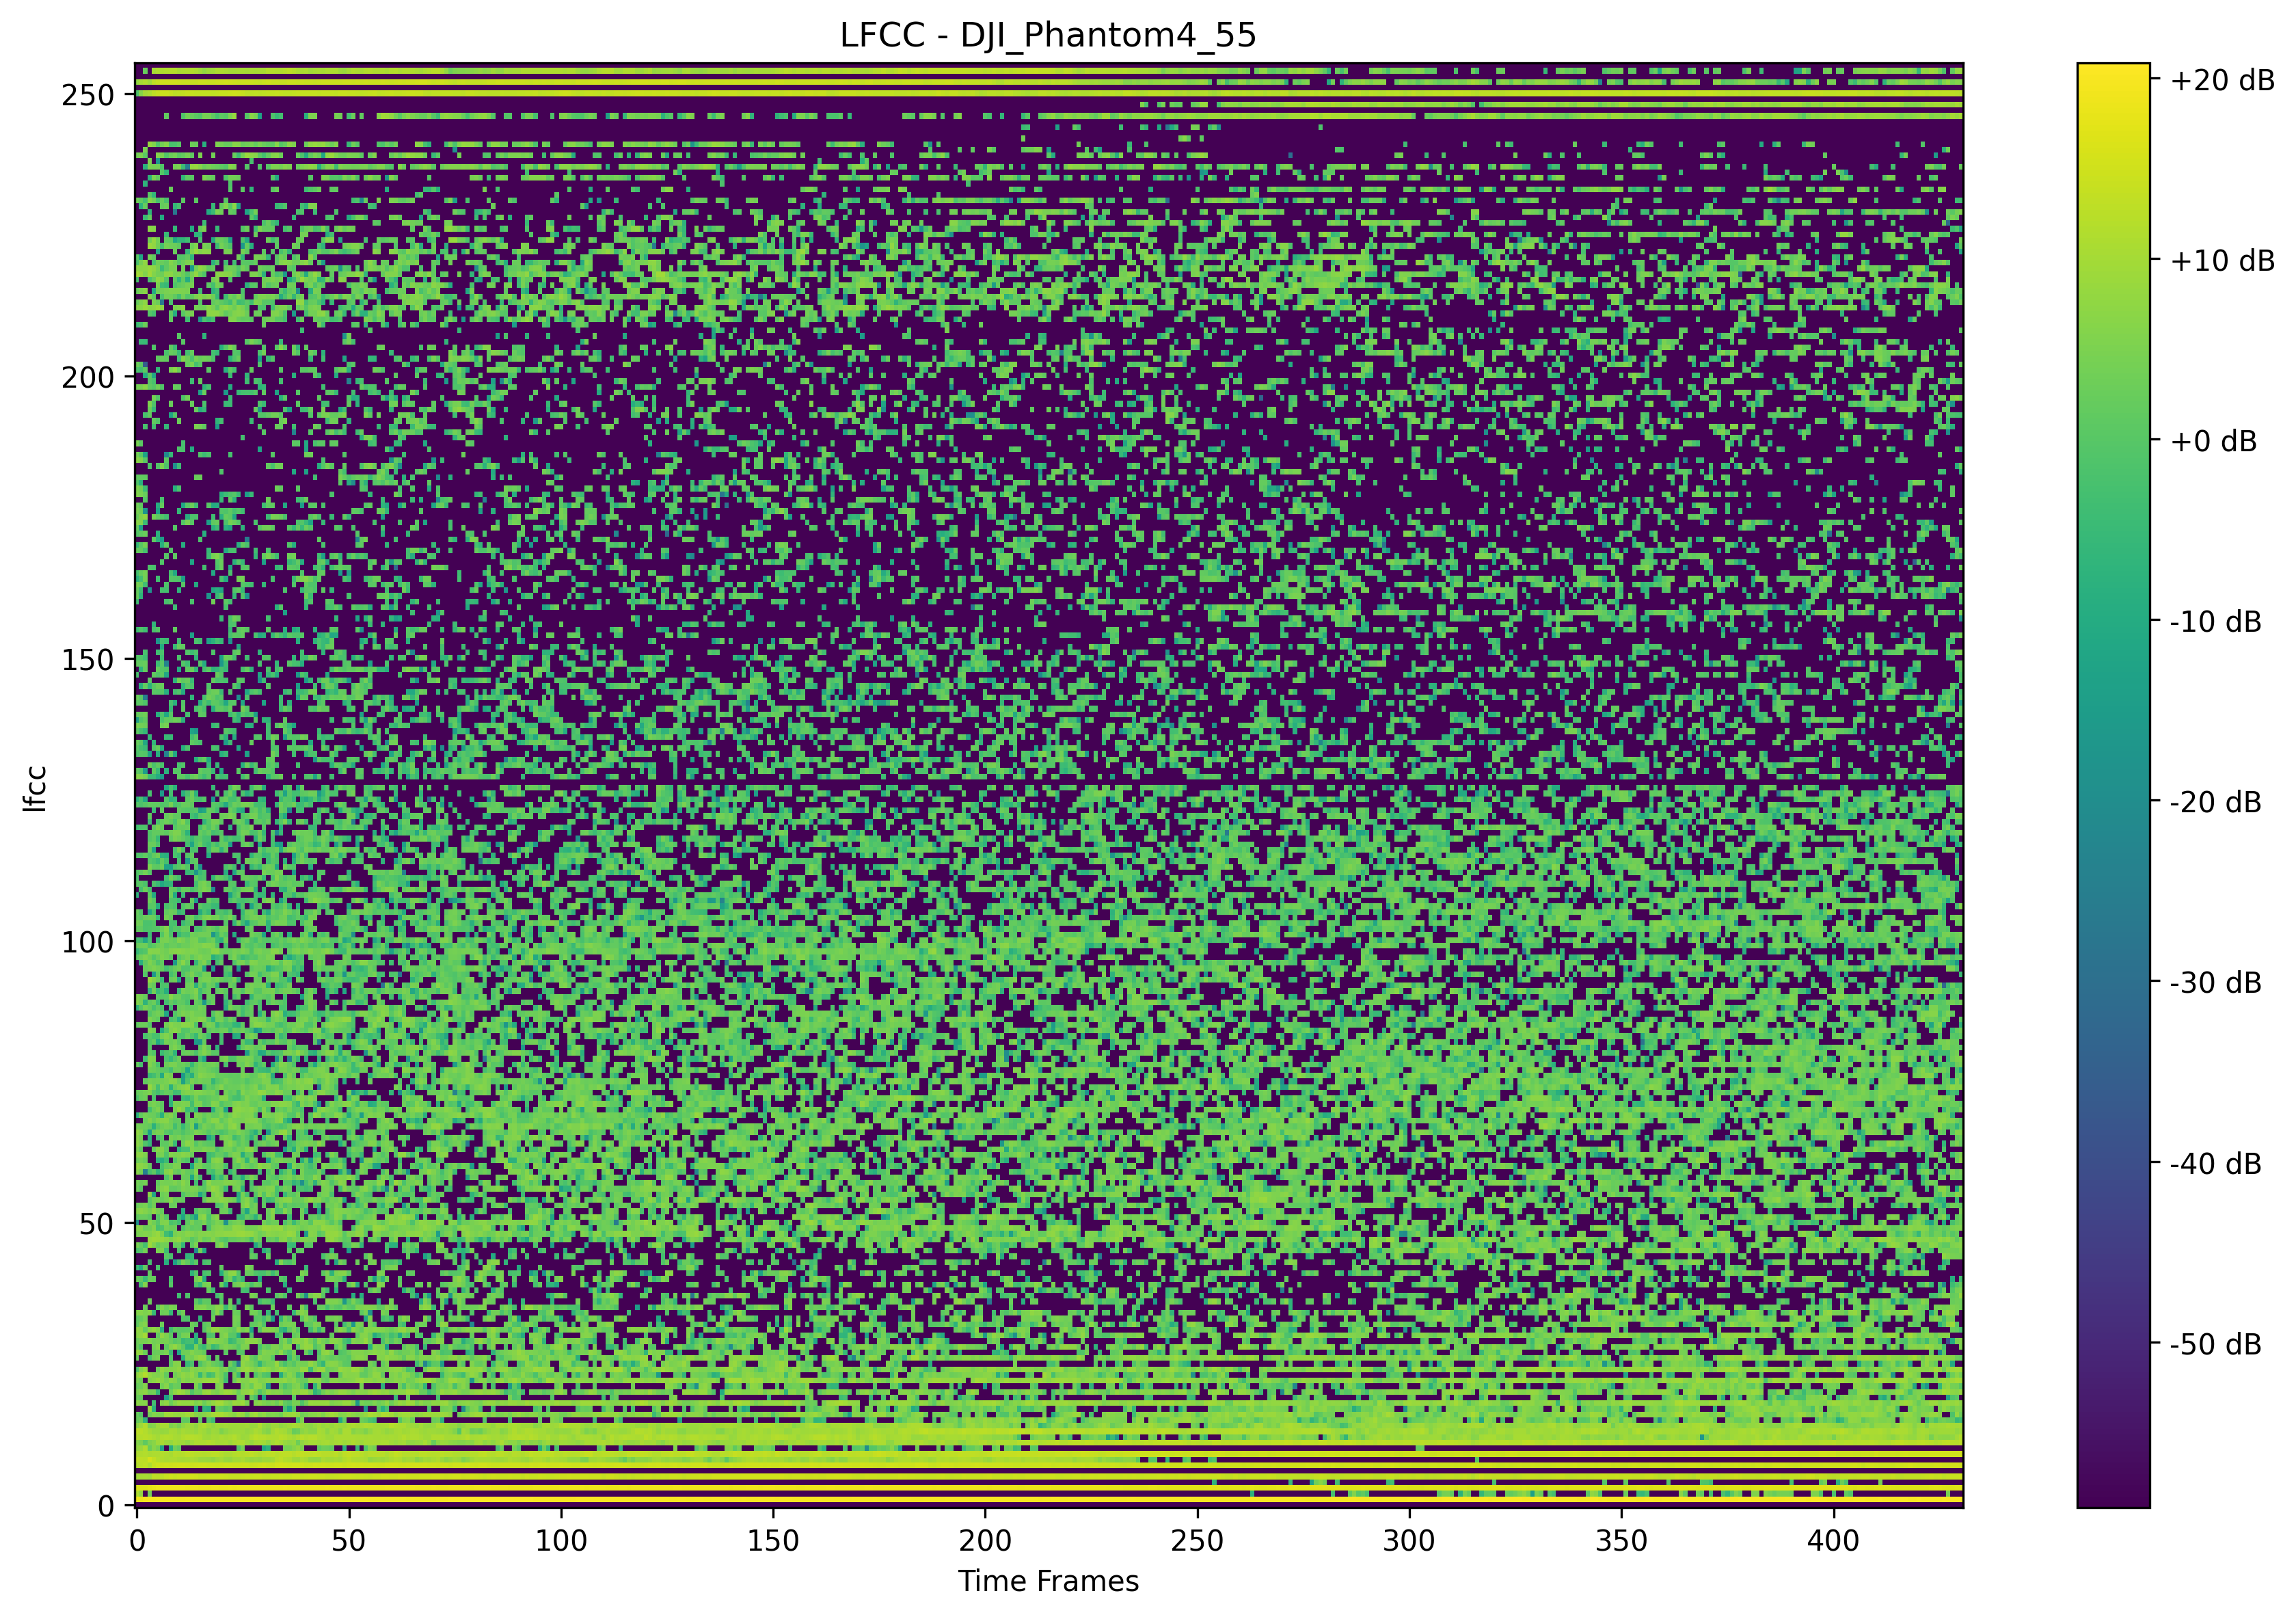 LFCC - DJI_Phantom4_55
250
200
150
100
50
0
lfcc
0 50 100 150 200 250 300 350 400
Time Frames
+20 dB
+10 dB
+0 dB
-10 dB
-20 dB
-30 dB
-40 dB
-50 dB